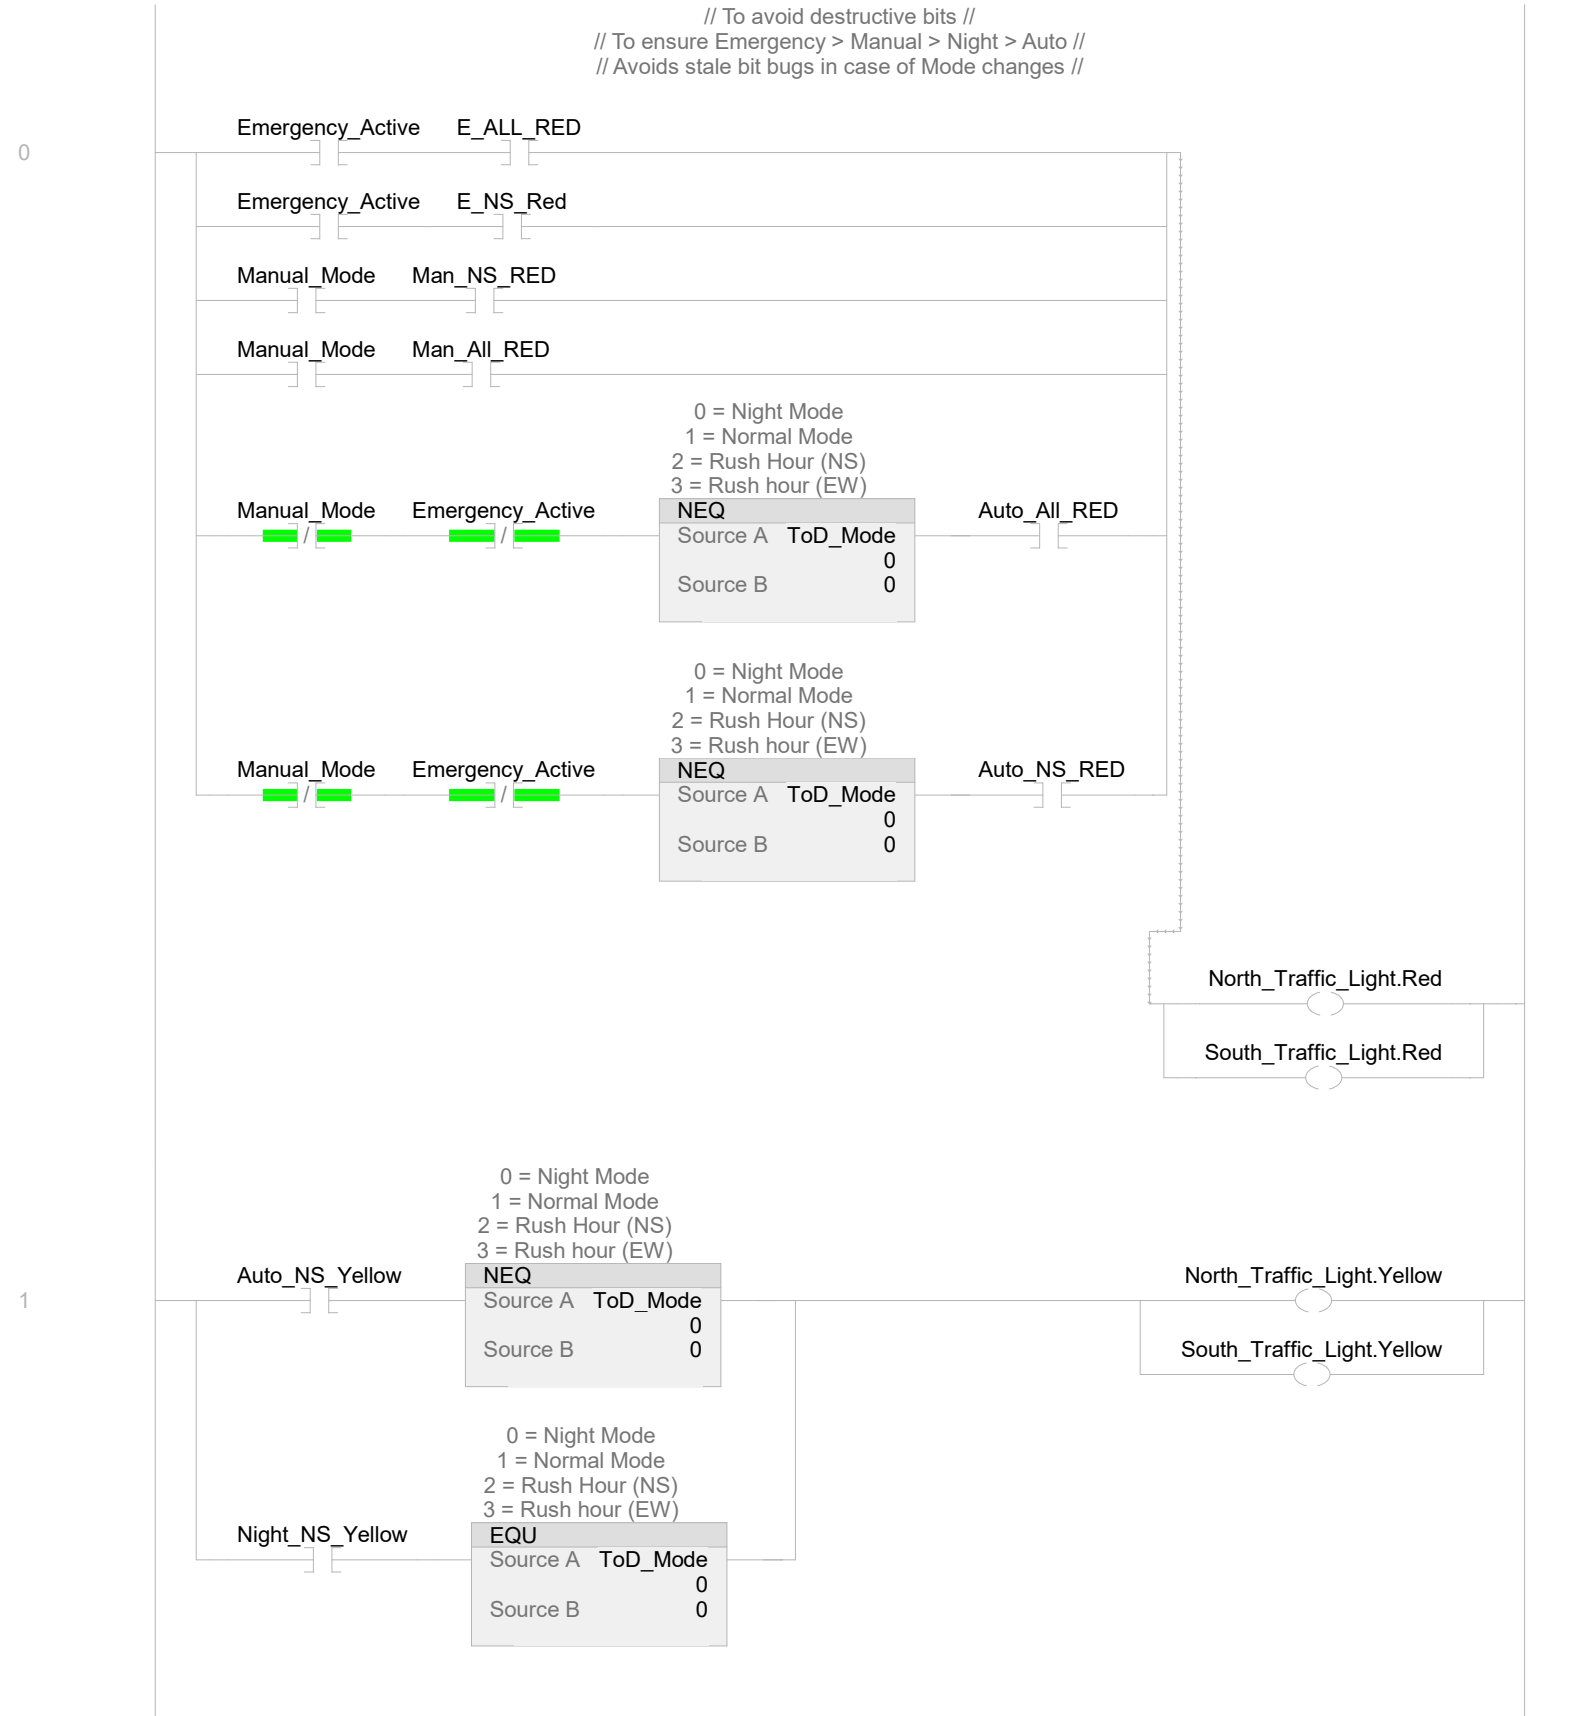 // To avoid destructive bits //
// To ensure Emergency > Manual > Night > Auto //
// Avoids stale bit bugs in case of Mode changes //
0
Emergency_Active E_ALL_RED
Emergency_Active E_NS_Red
Manual_Mode Man_NS_RED
Manual_Mode Man_All_RED
0 = Night Mode
1 = Normal Mode
2 = Rush Hour (NS)
3 = Rush hour (EW)
Manual_Mode Emergency_Active NEQ Auto_All_RED
/ / Source A ToD_Mode
0
Source B 0
0 = Night Mode
1 = Normal Mode
2 = Rush Hour (NS)
3 = Rush hour (EW)
Manual_Mode Emergency_Active NEQ Auto_NS_RED
/ / Source A ToD_Mode
0
Source B 0
North_Traffic_Light.Red
South_Traffic_Light.Red
0 = Night Mode
1 = Normal Mode
2 = Rush Hour (NS)
3 = Rush hour (EW)
Auto_NS_Yellow NEQ North_Traffic_Light.Yellow
1 Source A ToD_Mode
0
Source B 0 South_Traffic_Light.Yellow
0 = Night Mode
1 = Normal Mode
2 = Rush Hour (NS)
3 = Rush hour (EW)
Night_NS_Yellow EQU
Source A ToD_Mode
0
Source B 0